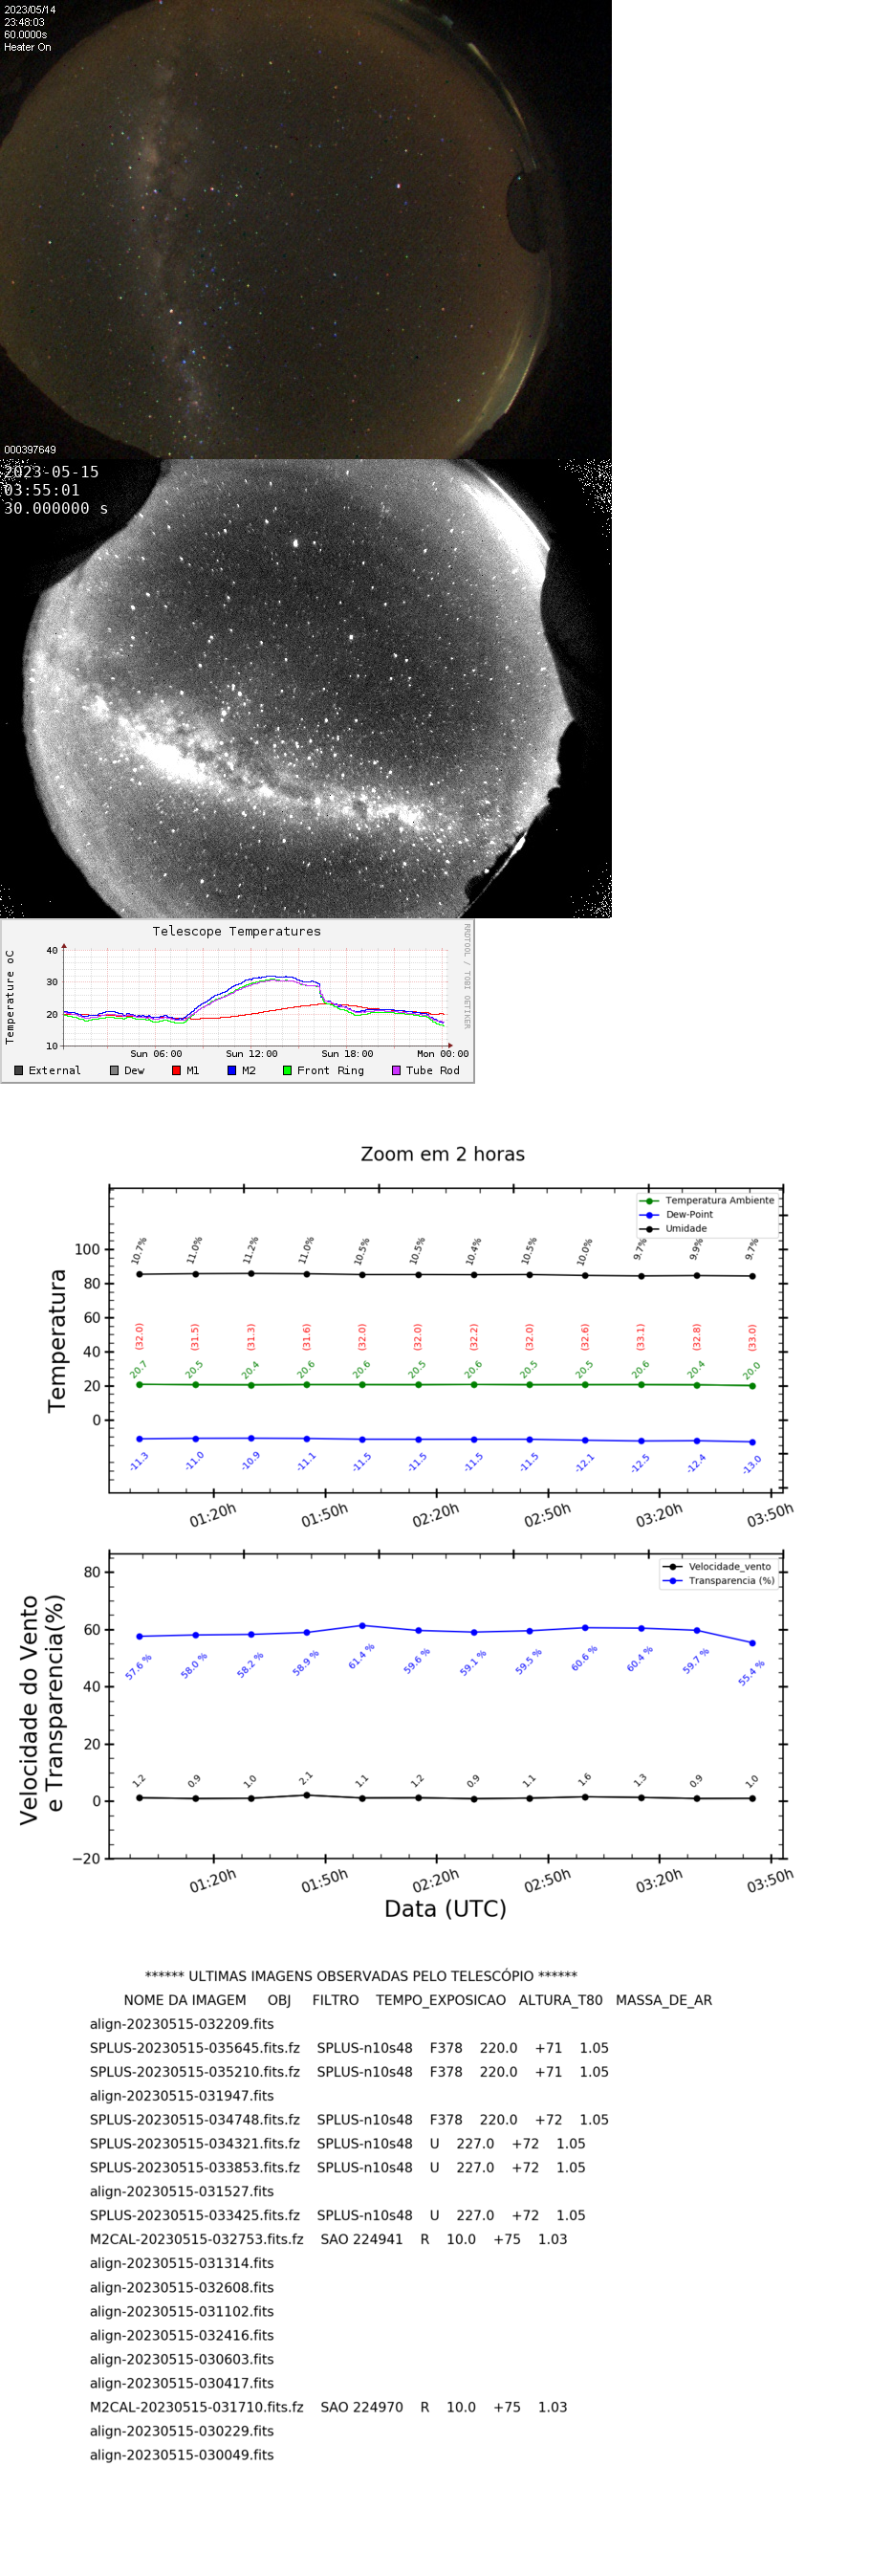 2023/05/14
23:48:03
60.0000s
Heater On
000397649
2023-05-15
03:55:01
30.000000 s
Telescope Temperatures
RRDTOOL / TOBI OETIKER
Temperature oC
40
30
20
10
Sun 06:00 Sun 12:00 Sun 18:00 Mon 00:00
External Dew M1 M2 Front Ring Tube Rod
Zoom em 2 horas
Temperatura
Temperatura Ambiente
Dew-Point
Umidade
100
80
60
40
20
0
10.7% 11.0% 11.2% 11.0% 10.5% 10.5% 10.4% 10.5% 10.0% 9.7% 9.9% 9.7%
(32.0) (31.5) (31.3) (31.6) (32.0) (32.0) (32.2) (32.0) (32.6) (33.1) (32.8) (33.0)
20.7 20.5 20.4 20.6 20.6 20.5 20.6 20.5 20.5 20.6 20.4 20.0
-11.3 -11.0 -10.9 -11.1 -11.5 -11.5 -11.5 -11.5 -12.1 -12.5 -12.4 -13.0
01:20h 01:50h 02:20h 02:50h 03:20h 03:50h
Velocidade do Vento
e Transparencia(%)
Velocidade_vento
Transparencia (%)
80
60
40
20
0
−20
57.6 % 58.0 % 58.2 % 58.9 % 61.4 % 59.6 % 59.1 % 59.5 % 60.6 % 60.4 % 59.7 % 55.4 %
1.2 0.9 1.0 2.1 1.1 1.2 0.9 1.1 1.6 1.3 0.9 1.0
01:20h 01:50h 02:20h 02:50h 03:20h 03:50h
Data (UTC)
****** ULTIMAS IMAGENS OBSERVADAS PELO TELESCÓPIO ******
NOME DA IMAGEM OBJ FILTRO TEMPO_EXPOSICAO ALTURA_T80 MASSA_DE_AR
align-20230515-032209.fits
SPLUS-20230515-035645.fits.fz SPLUS-n10s48 F378 220.0 +71 1.05
SPLUS-20230515-035210.fits.fz SPLUS-n10s48 F378 220.0 +71 1.05
align-20230515-031947.fits
SPLUS-20230515-034748.fits.fz SPLUS-n10s48 F378 220.0 +72 1.05
SPLUS-20230515-034321.fits.fz SPLUS-n10s48 U 227.0 +72 1.05
SPLUS-20230515-033853.fits.fz SPLUS-n10s48 U 227.0 +72 1.05
align-20230515-031527.fits
SPLUS-20230515-033425.fits.fz SPLUS-n10s48 U 227.0 +72 1.05
M2CAL-20230515-032753.fits.fz SAO 224941 R 10.0 +75 1.03
align-20230515-031314.fits
align-20230515-032608.fits
align-20230515-031102.fits
align-20230515-032416.fits
align-20230515-030603.fits
align-20230515-030417.fits
M2CAL-20230515-031710.fits.fz SAO 224970 R 10.0 +75 1.03
align-20230515-030229.fits
align-20230515-030049.fits